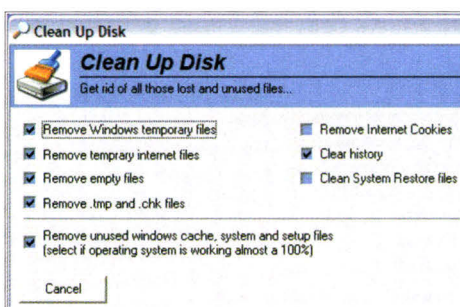 Clean Up Disk
Clean Up Disk
Get rid of all those lost and unused files...
Remove Windows temporary files
Remove temprary internet files
Remove empty files
Remove .tmp and .chk files
Remove Internet Cookies
Clear history
Clean System Restore files
Remove unused windows cache, system and setup files
(select if operating system is working almost a 100%)
Cancel